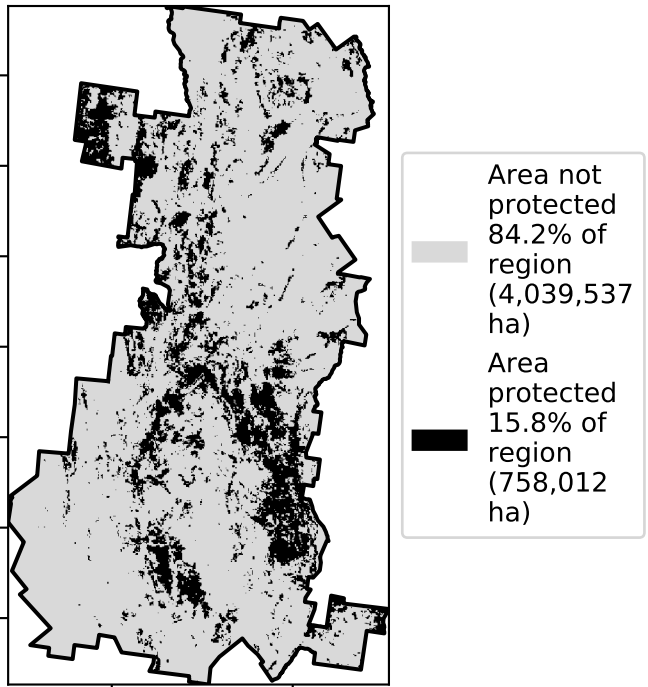 Area not
protected
84.2% of
region
(4,039,537
ha)
Area
protected
15.8% of
region
(758,012
ha)